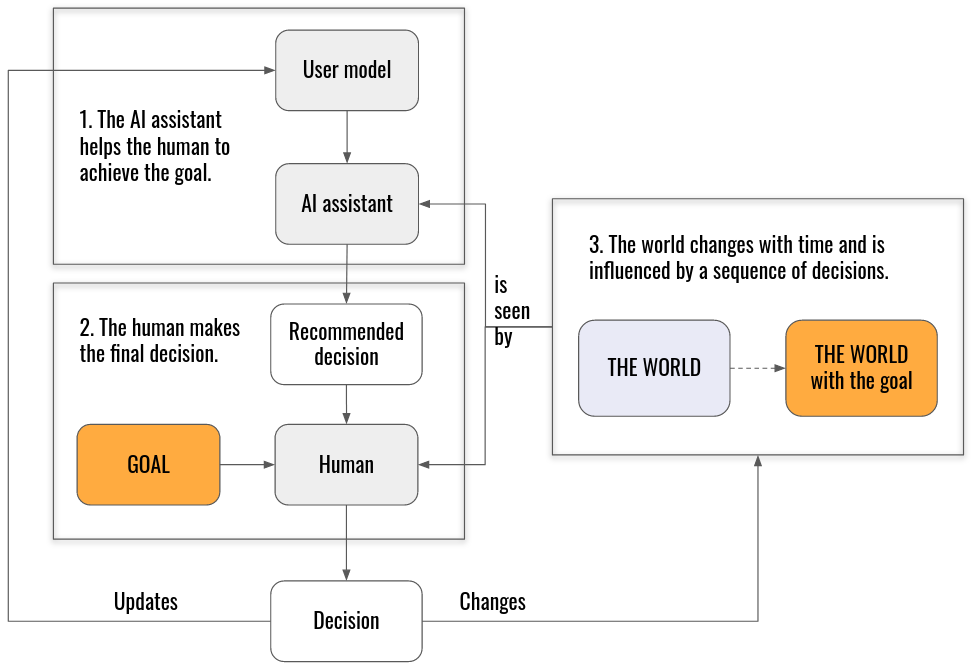 User model
1. The AI assistant
helps the human to
achieve the goal.
AI assistant
3. The world changes with time and is
influenced by a sequence of decisions.
is
seen
by
2. The human makes
the final decision.
Recommended
decision
THE WORLD
THE WORLD
with the goal
GOAL
Human
Updates
Decision
Changes